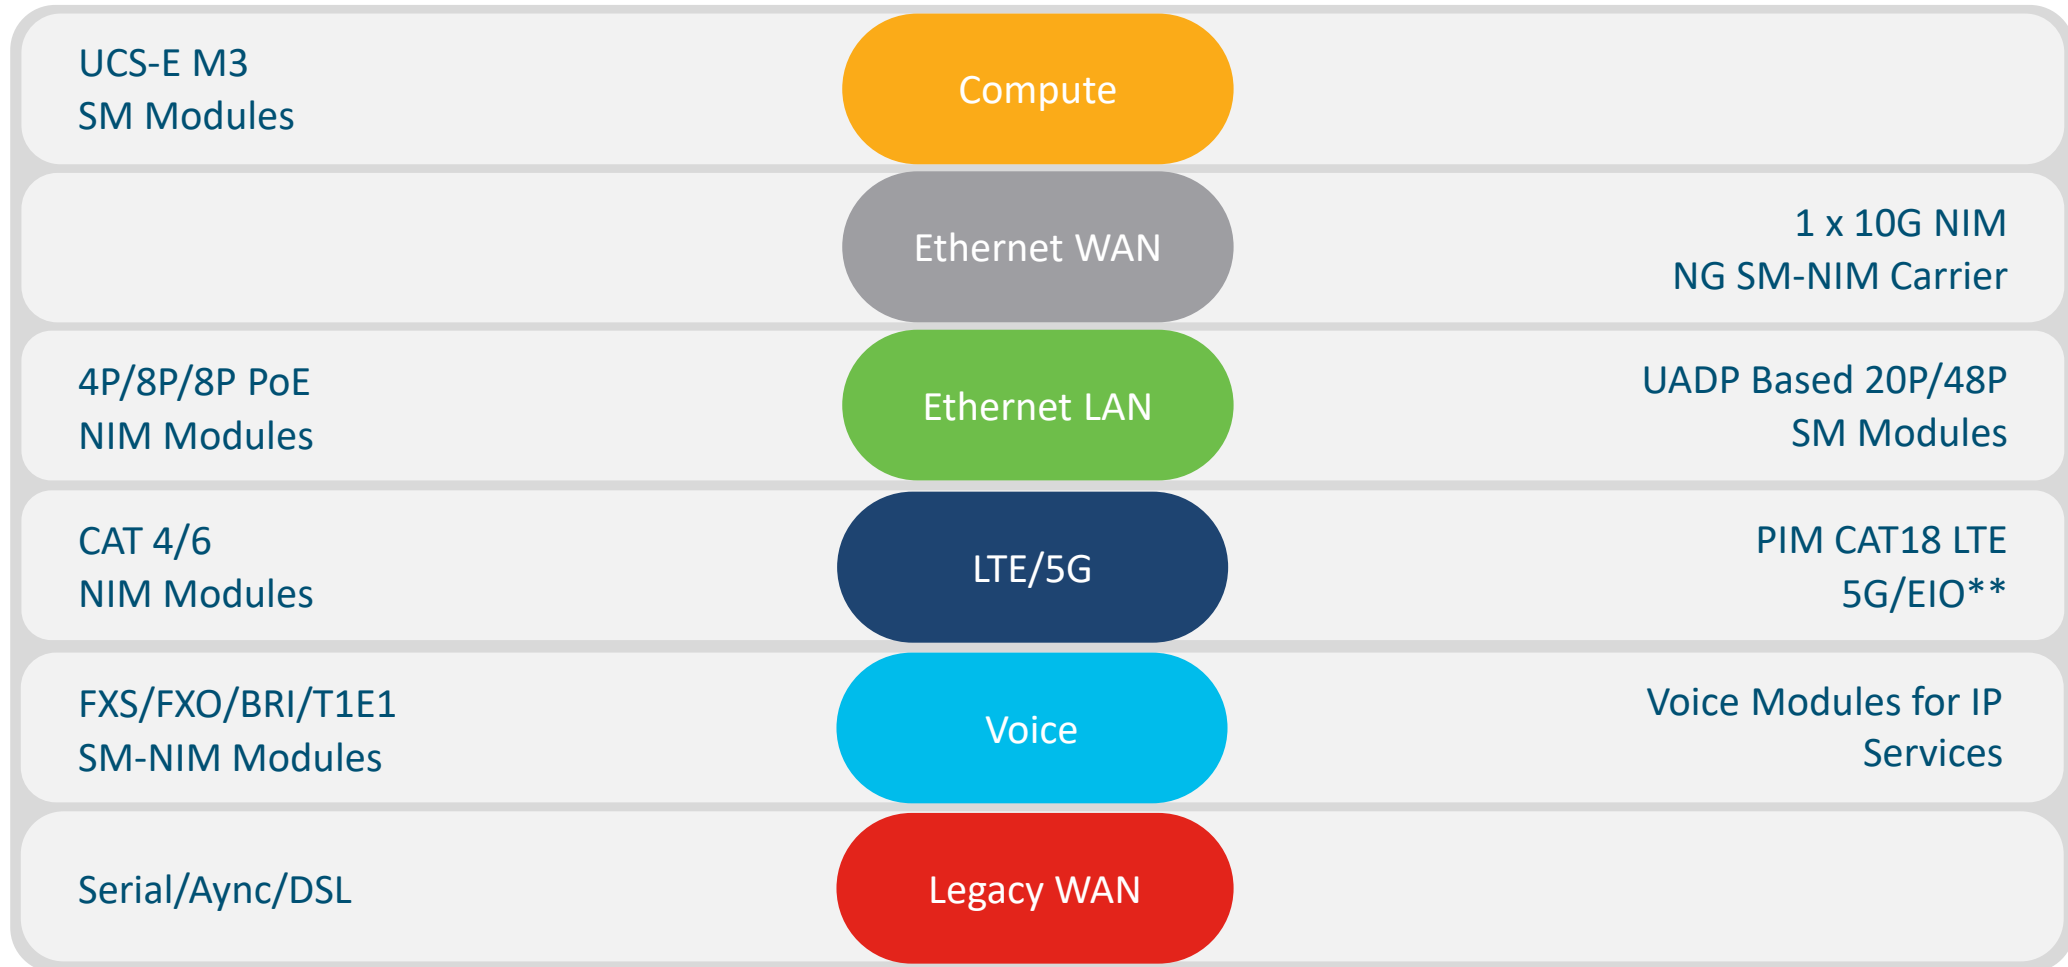 UCS-E M3
SM Modules
Compute
Ethernet WAN
1 x 10G NIM
NG SM-NIM Carrier
4P/8P/8P PoE
NIM Modules
Ethernet LAN
UADP Based 20P/48P
SM Modules
CAT 4/6
NIM Modules
LTE/5G
PIM CAT18 LTE
5G/EIO**
FXS/FXO/BRI/T1E1
SM-NIM Modules
Voice
Voice Modules for IP
Services
Serial/Aync/DSL
Legacy WAN